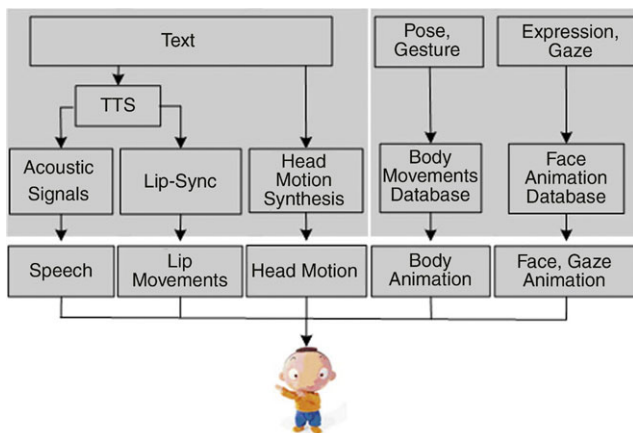 Text
Pose,
Gesture
Expression,
Gaze
TTS
Acoustic
Signals
Lip-Sync
Head
Motion
Synthesis
Body
Movements
Database
Face
Animation
Database
Speech
Lip
Movements
Head Motion
Body
Animation
Face, Gaze
Animation